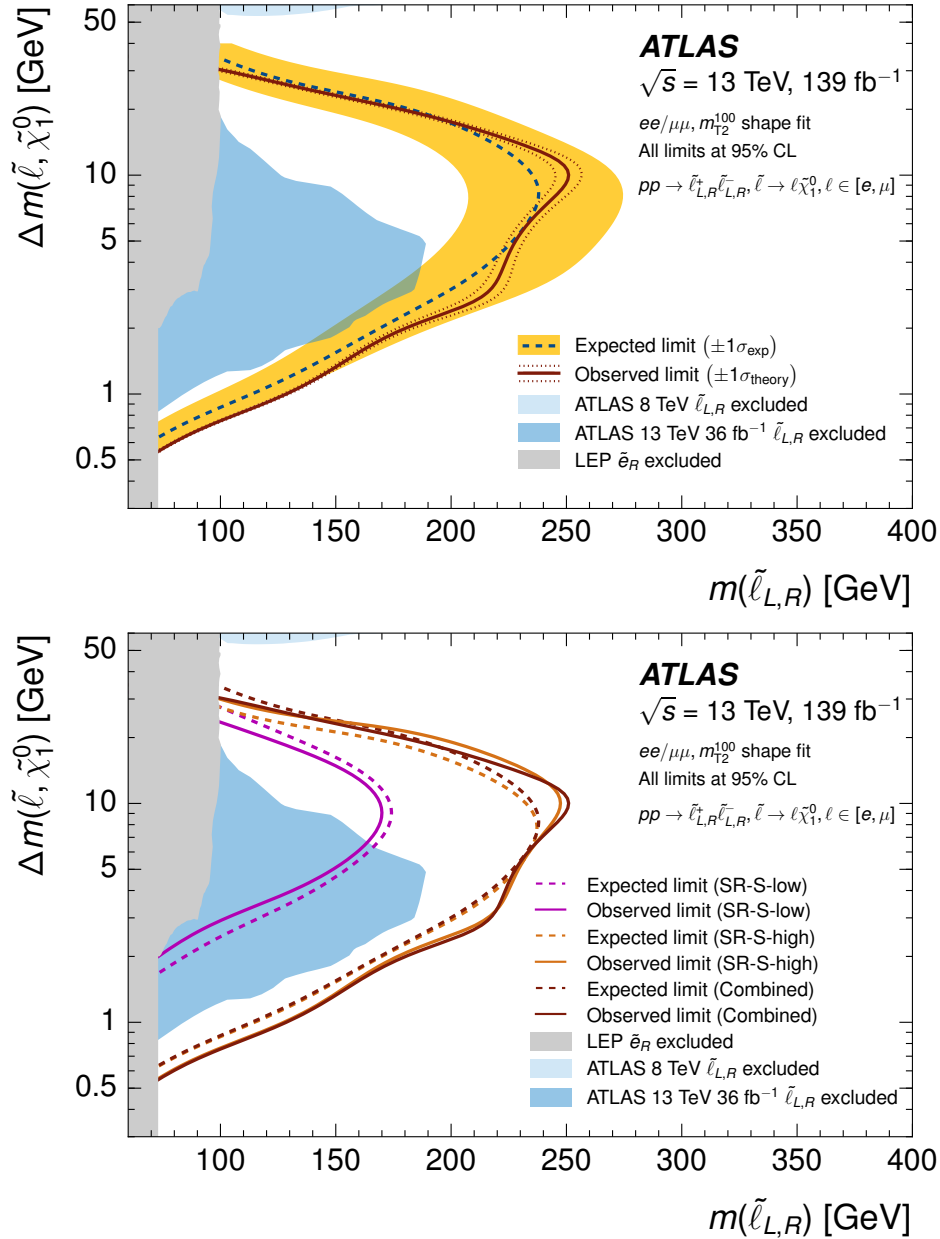 ATLAS
√s = 13 TeV, 139 fb⁻¹
ee/μμ, m_T2^100 shape fit
All limits at 95% CL
pp → ℓ̃⁺_L,R ℓ̃⁻_L,R, ℓ̃ → ℓχ̃⁰₁, ℓ ∈ [e, μ]
Δm(ℓ̃, χ̃⁰₁) [GeV]
50
10
5
1
0.5
Expected limit (±1σ_exp)
Observed limit (±1σ_theory)
ATLAS 8 TeV ℓ̃_L,R excluded
ATLAS 13 TeV 36 fb⁻¹ ℓ̃_L,R excluded
LEP ẽ_R excluded
100 150 200 250 300 350 400
m(ℓ̃_L,R) [GeV]
ATLAS
√s = 13 TeV, 139 fb⁻¹
ee/μμ, m_T2^100 shape fit
All limits at 95% CL
pp → ℓ̃⁺_L,R ℓ̃⁻_L,R, ℓ̃ → ℓχ̃⁰₁, ℓ ∈ [e, μ]
Δm(ℓ̃, χ̃⁰₁) [GeV]
50
10
5
1
0.5
Expected limit (SR-S-low)
Observed limit (SR-S-low)
Expected limit (SR-S-high)
Observed limit (SR-S-high)
Expected limit (Combined)
Observed limit (Combined)
LEP ẽ_R excluded
ATLAS 8 TeV ℓ̃_L,R excluded
ATLAS 13 TeV 36 fb⁻¹ ℓ̃_L,R excluded
100 150 200 250 300 350 400
m(ℓ̃_L,R) [GeV]